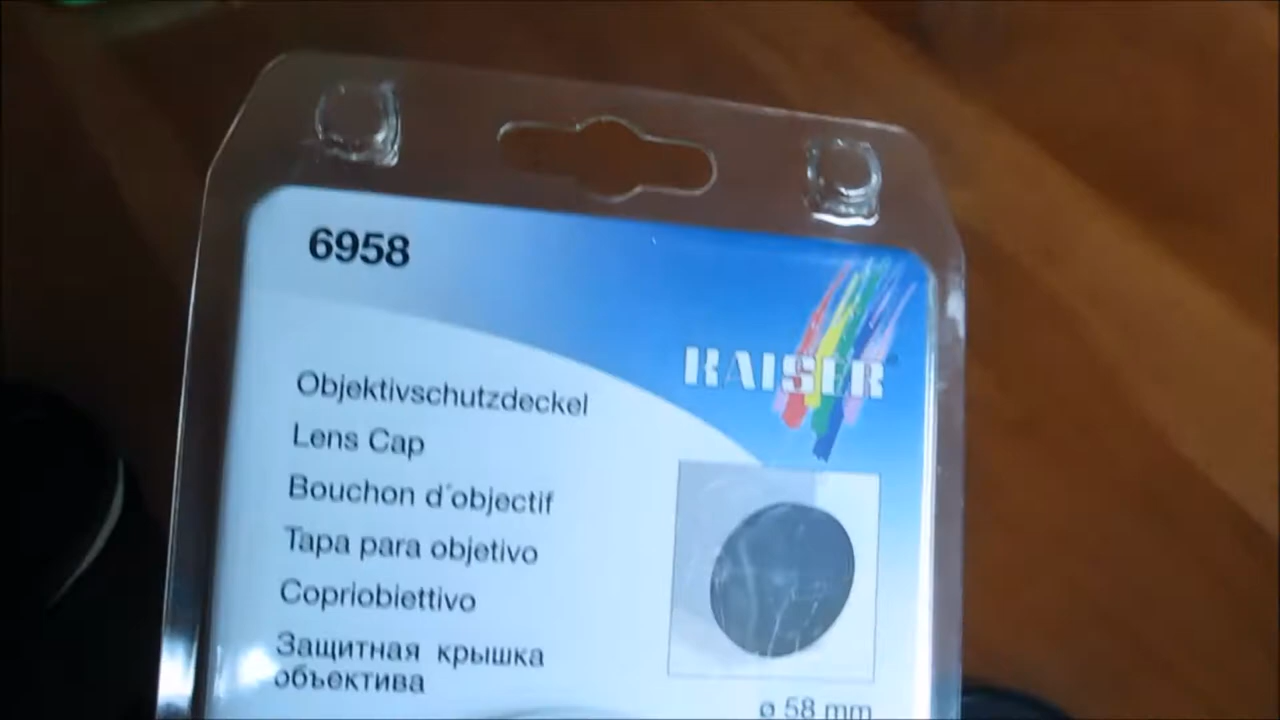 6958
KAISER
Objektivschutzdeckel
Lens Cap
Bouchon d´objectif
Tapa para objetivo
Copriobiettivo
Защитная крышка
объектива
ø 58 mm